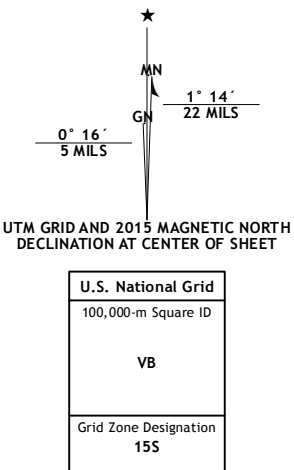 ★
MN
1° 14´
22 MILS
GN
0° 16´
5 MILS
UTM GRID AND 2015 MAGNETIC NORTH
DECLINATION AT CENTER OF SHEET
U.S. National Grid
100,000-m Square ID
VB
Grid Zone Designation
15S